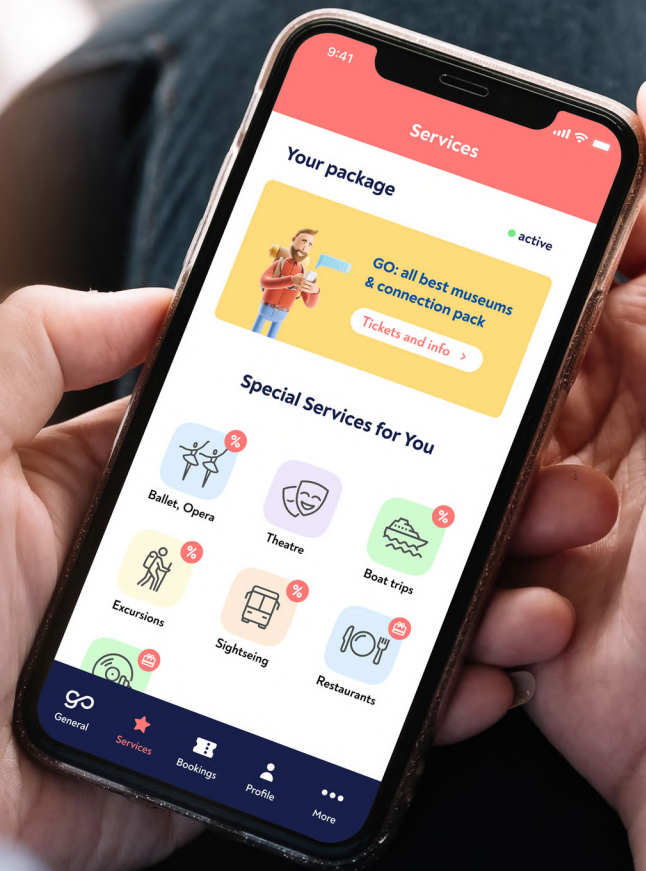 9:41
Services
Your package
active
GO: all best museums
& connection pack
Tickets and info >
Special Services for You
%
Ballet, Opera
Theatre
%
Boat trips
%
Excursions
%
Sightseing
Restaurants
General
Services
Bookings
Profile
More